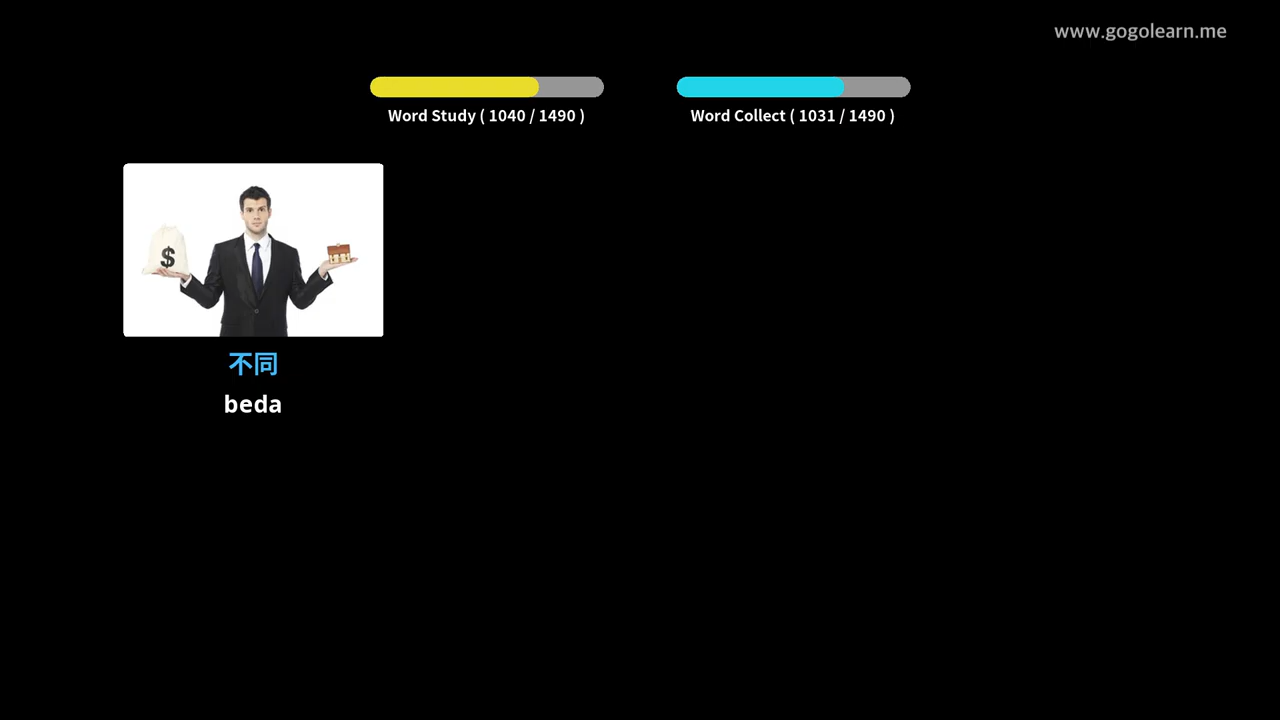 www.gogolearn.me
Word Study ( 1040 / 1490 )
Word Collect ( 1031 / 1490 )
$
不同
beda